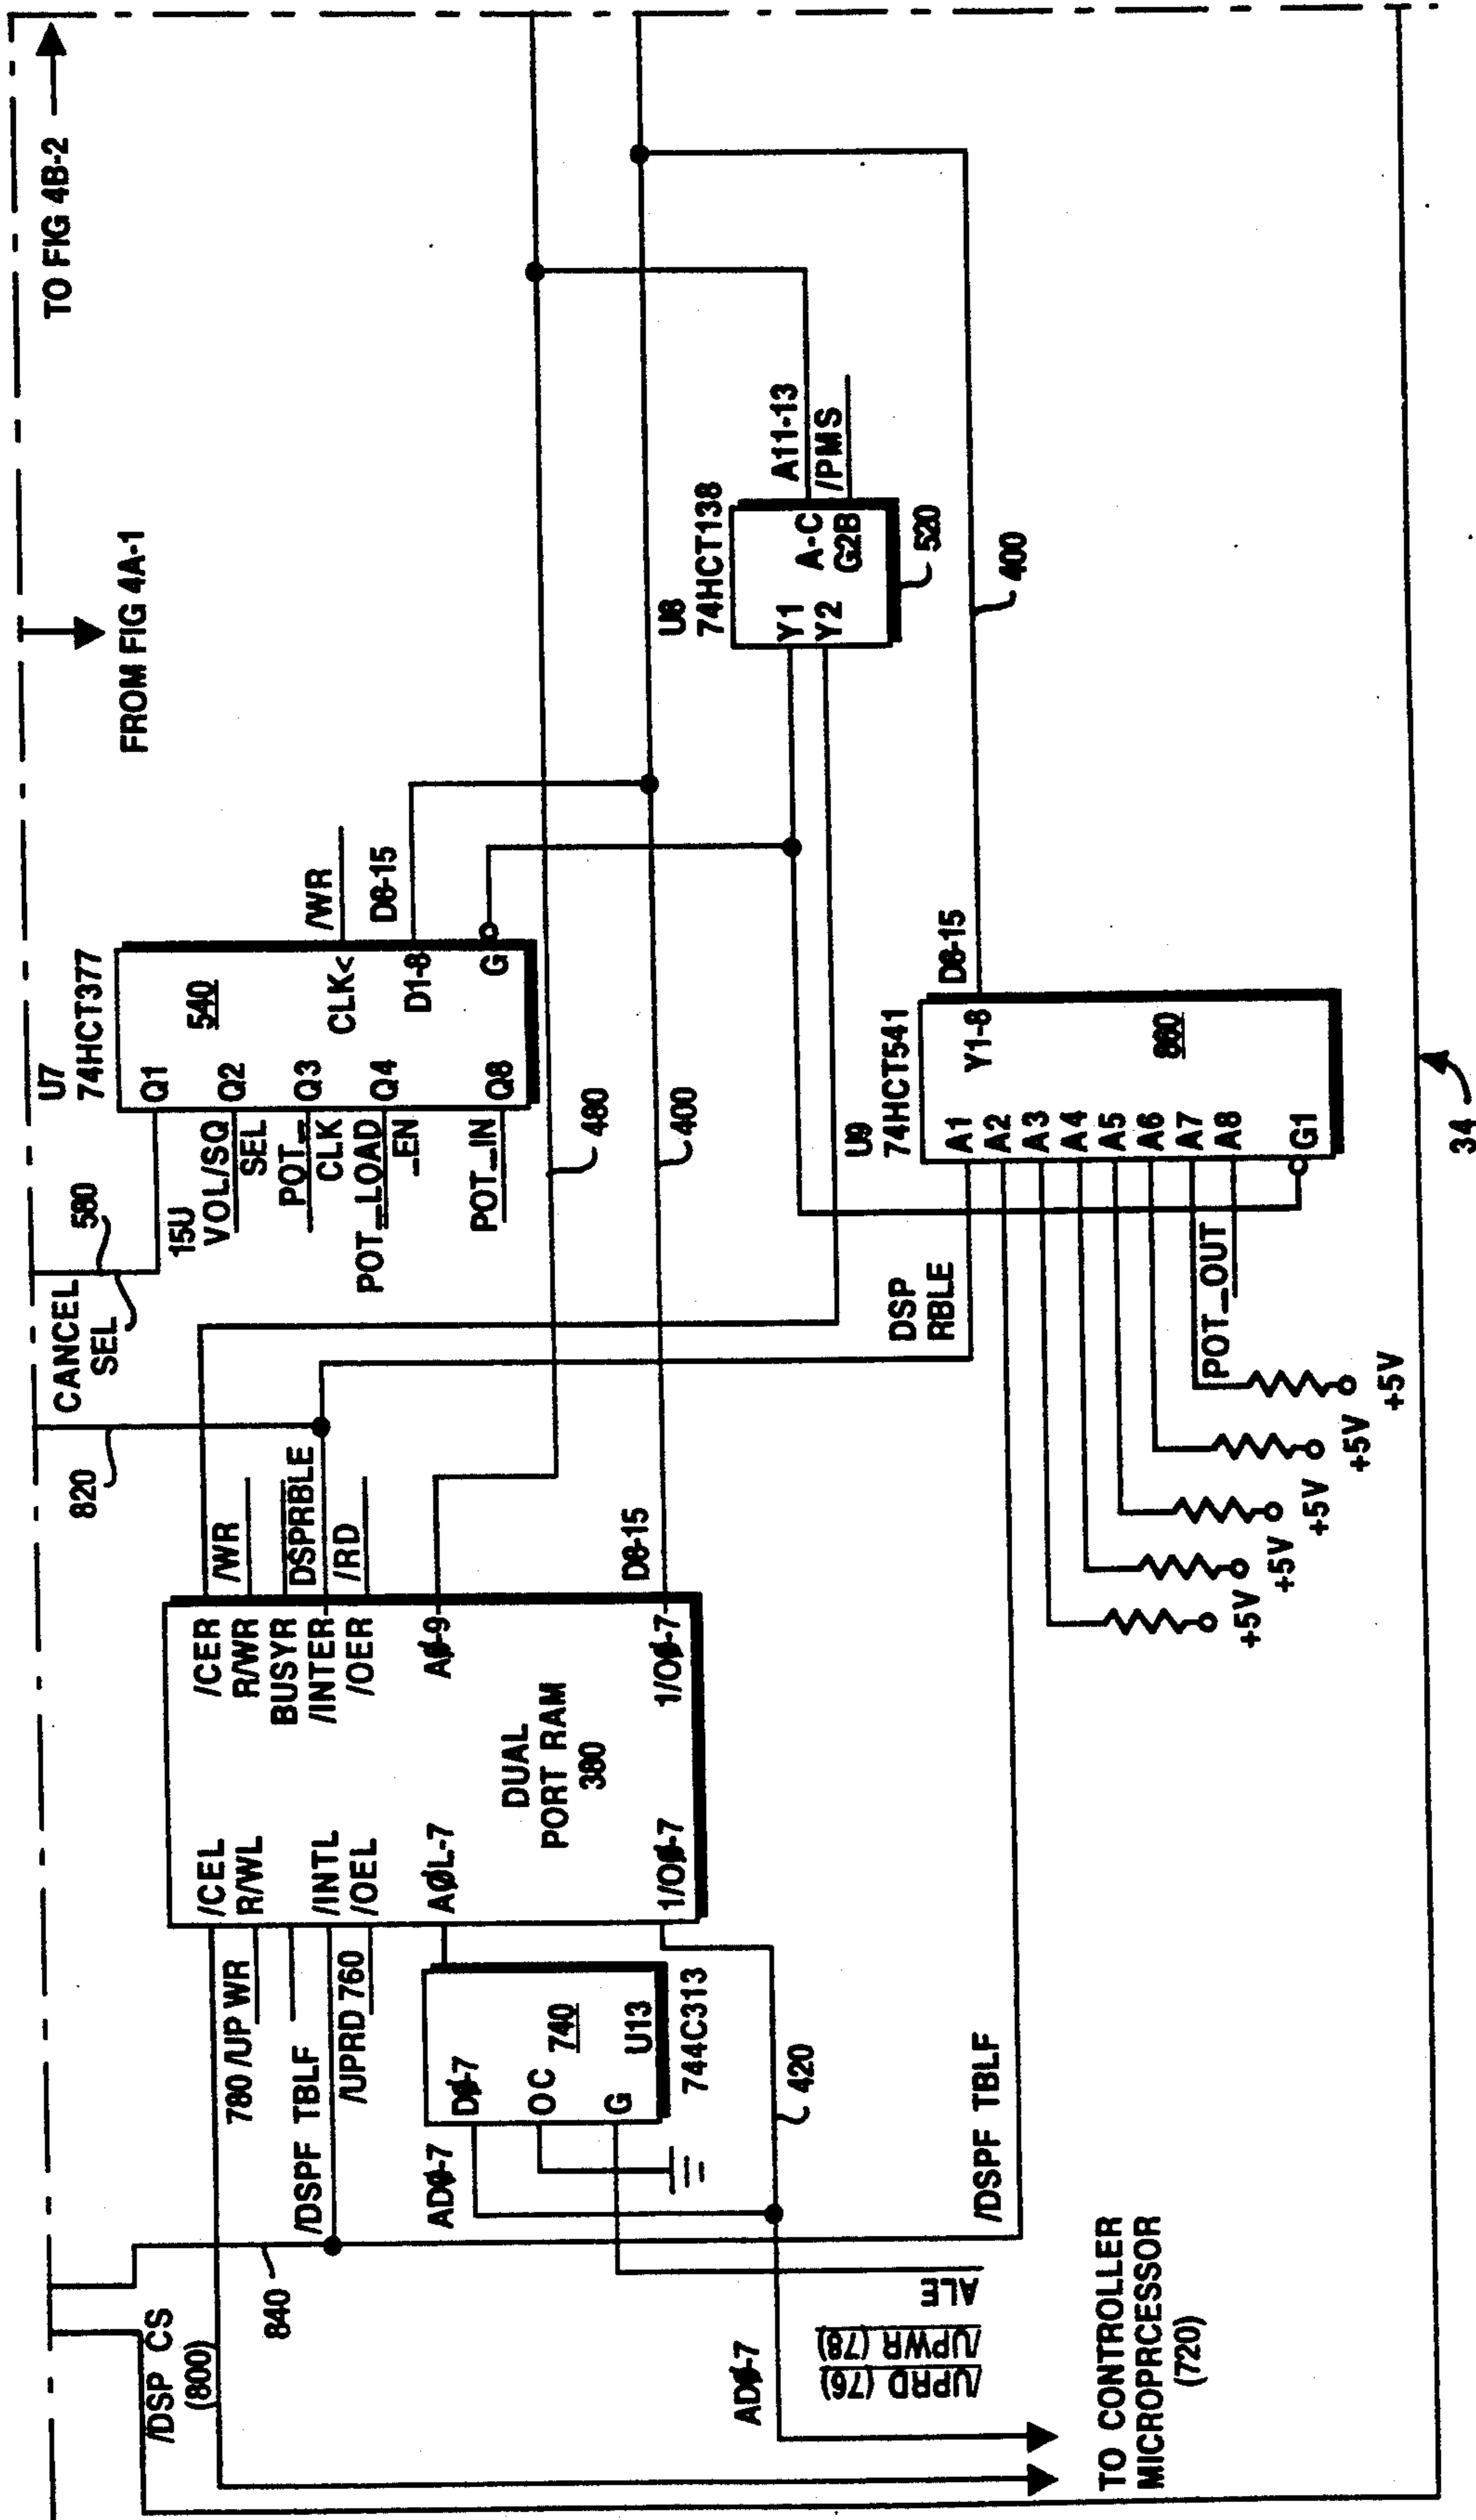 TO FIG 4B-2
FROM FIG 4A-1
CANCEL
SEL
580
820
U7
74HCT377
540
Q1
Q2
Q3
Q4
Q8
CLK<
D1-8
G
/WR
D8-15
15U
VOL/SQ
SEL
POT_
CLK
POT_LOAD
_EN
POT_IN
/DSP CS
(800)
840
780 /UP WR
/DSPF TBLF
/UPRD 760
/CEL
R/WL
/INTL
/OEL
AØL-7
1/OØ-7
DUAL
PORT RAM
380
/CER
R/WR
BUSYR
/INTER
/OER
AØ-9
1/OØ-7
/WR
DSPRBLE
/RD
D8-15
480
400
U6
74HCT138
Y1
Y2
A-C
G2B
A11-13
/PMS
520
400
ADØ-7
DØ-7
OC
740
G
U13
744C313
420
/DSPF TBLF
ALE
/UPWR (78)
/UPRD (76)
ADØ-7
TO CONTROLLER
MICROPRCESSOR
(720)
DSP
RBLE
U9
74HCT541
A1
A2
A3
A4
A5
A6
A7
A8
G1
Y1-8
860
D8-15
POT_OUT
+5V
+5V
+5V
+5V
+5V
34